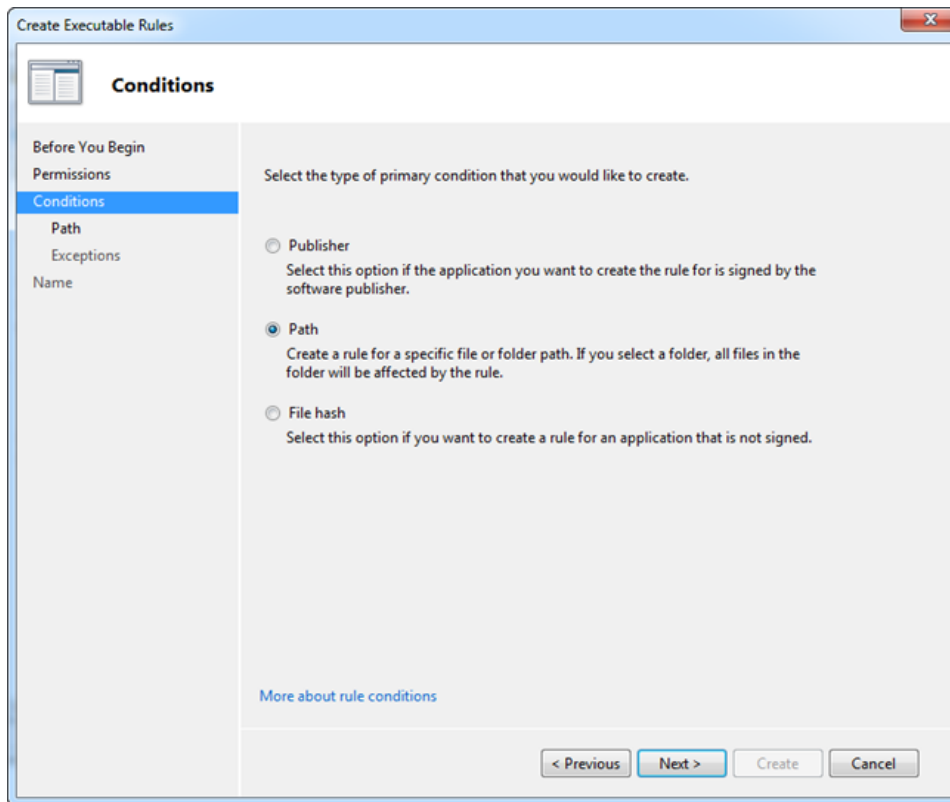 Create Executable Rules
Conditions
Before You Begin
Permissions
Conditions
Path
Exceptions
Name
Select the type of primary condition that you would like to create.
Publisher
Select this option if the application you want to create the rule for is signed by the
software publisher.
Path
Create a rule for a specific file or folder path. If you select a folder, all files in the
folder will be affected by the rule.
File hash
Select this option if you want to create a rule for an application that is not signed.
More about rule conditions
< Previous
Next >
Create
Cancel